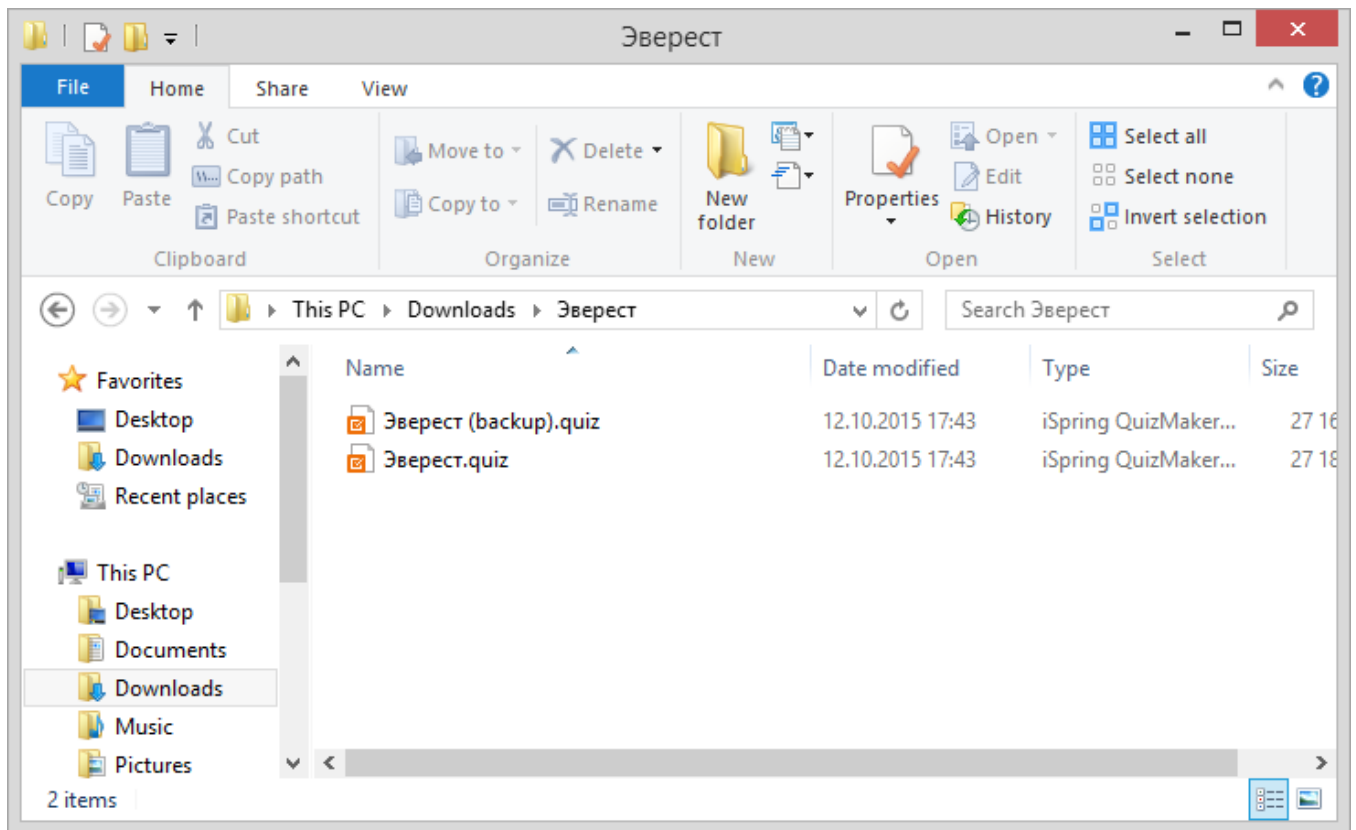 Эверест
File Home Share View
Copy
Paste
Cut
Copy path
Paste shortcut
Clipboard
Move to
Copy to
Delete
Rename
Organize
New
folder
New
Properties
Open
Edit
History
Open
Select all
Select none
Invert selection
Select
This PC Downloads Эверест
Search Эверест
Favorites
Desktop
Downloads
Recent places
This PC
Desktop
Documents
Downloads
Music
Pictures
Name Date modified Type Size
Эверест (backup).quiz 12.10.2015 17:43 iSpring QuizMaker... 27 16
Эверест.quiz 12.10.2015 17:43 iSpring QuizMaker... 27 18
2 items